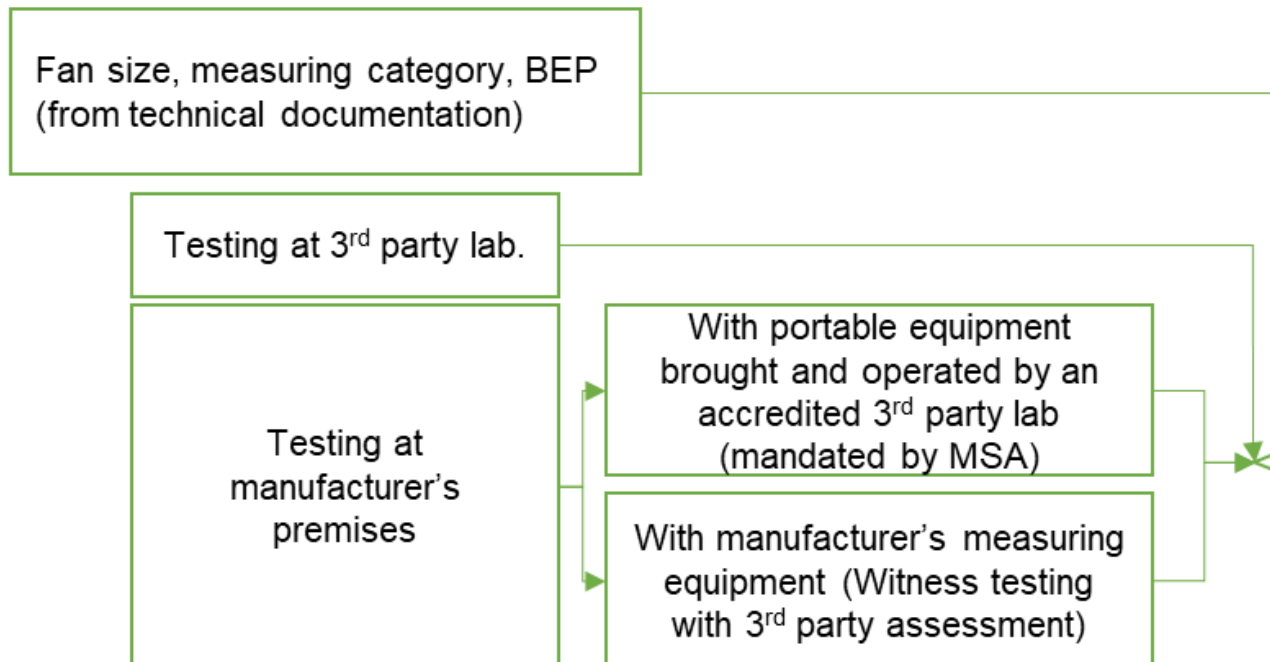 Fan size, measuring category, BEP
(from technical documentation)
Testing at 3rd party lab.
Testing at
manufacturer’s
premises
With portable equipment
brought and operated by an
accredited 3rd party lab
(mandated by MSA)
With manufacturer’s measuring
equipment (Witness testing
with 3rd party assessment)